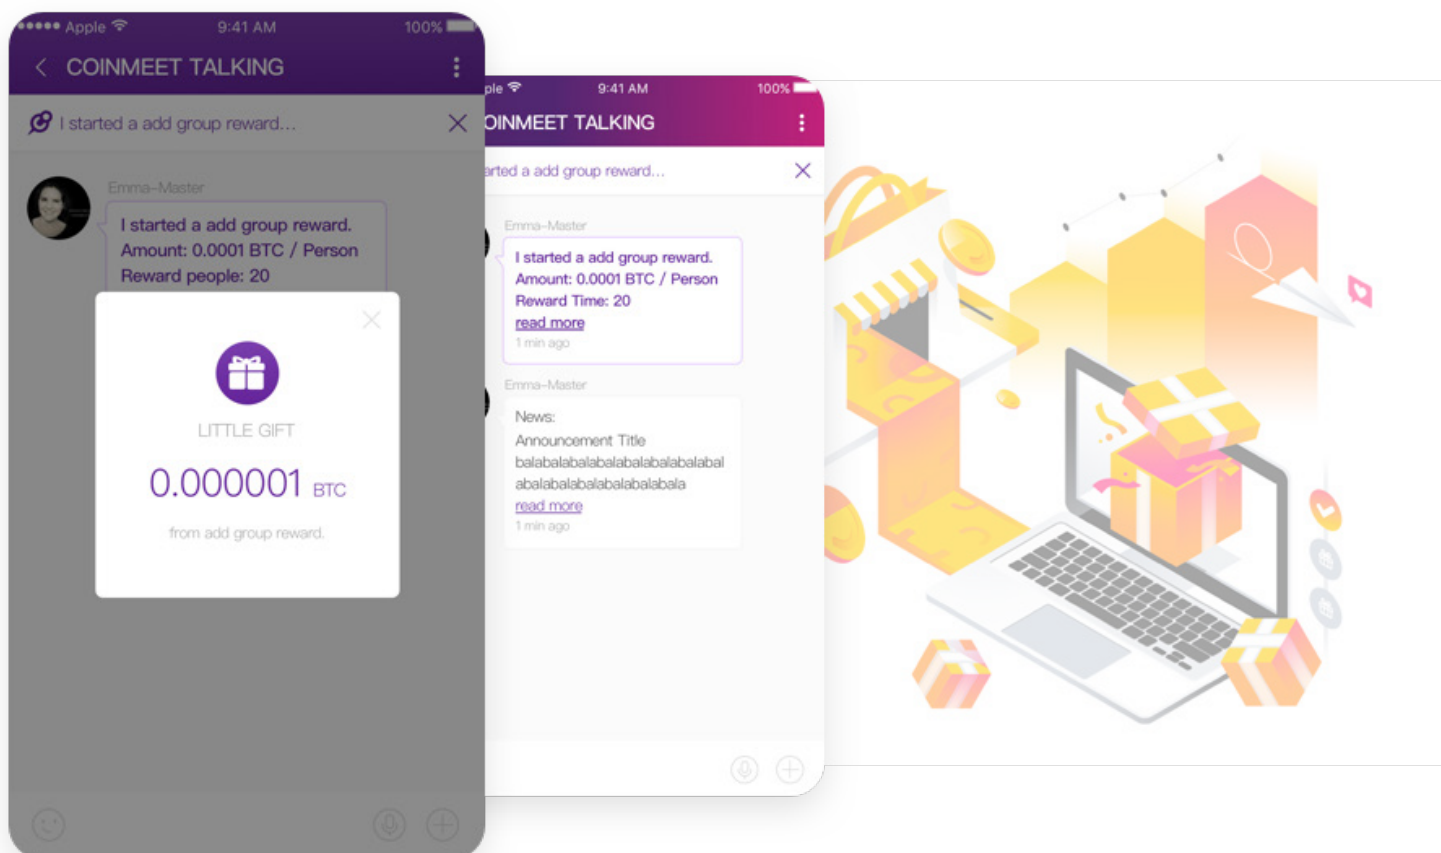 Apple 9:41 AM 100%
COINMEET TALKING
I started a add group reward...
Emma-Master
I started a add group reward.
Amount: 0.0001 BTC / Person
Reward people: 20
LITTLE GIFT
0.000001 BTC
from add group reward.
ple 9:41 AM 100%
OINMEET TALKING
arted a add group reward...
Emma-Master
I started a add group reward.
Amount: 0.0001 BTC / Person
Reward Time: 20
read more
1 min ago
Emma-Master
News:
Announcement Title
balabalabalabalabalabalabalabal
abalabalabalabalabalabala
read more
1 min ago